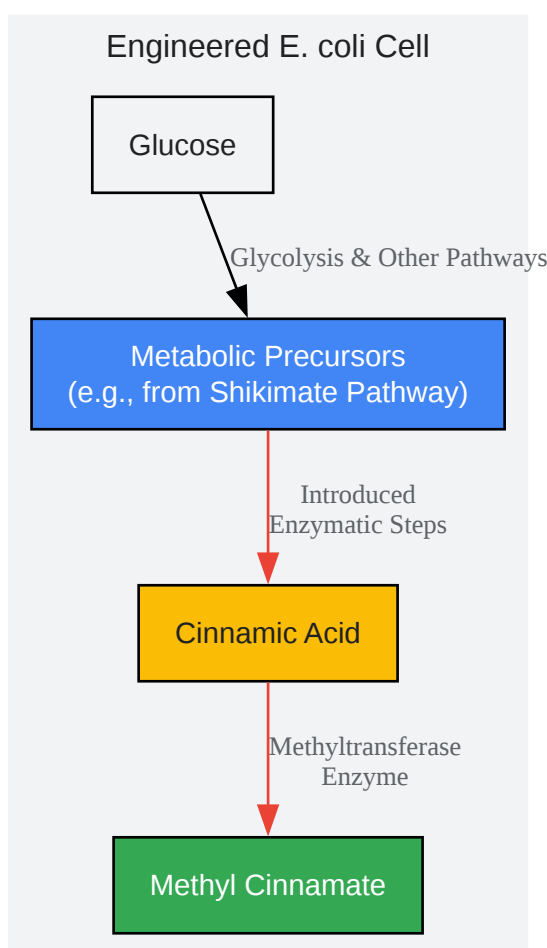 Engineered E. coli Cell
Glucose
Glycolysis & Other Pathways
Metabolic Precursors
(e.g., from Shikimate Pathway)
Introduced
Enzymatic Steps
Cinnamic Acid
Methyltransferase
Enzyme
Methyl Cinnamate